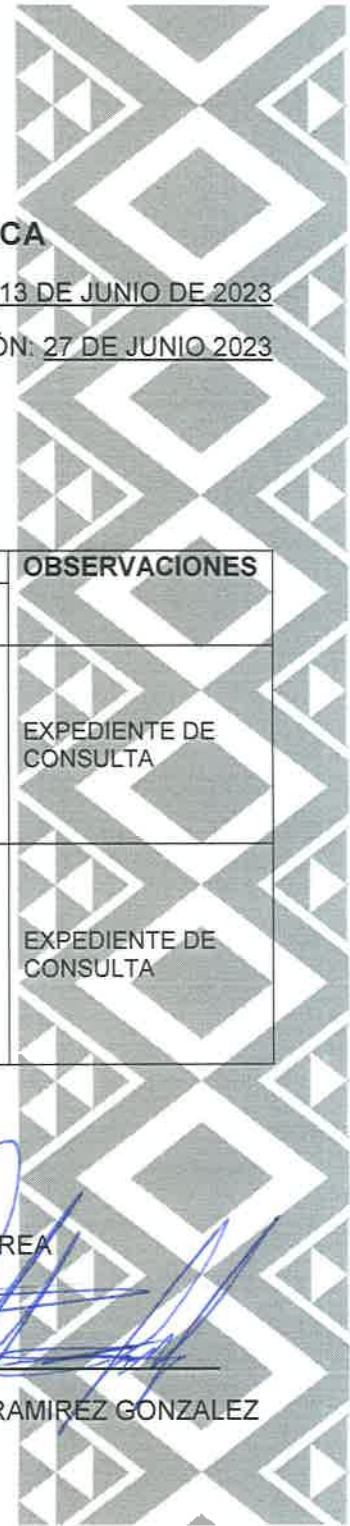 CA
13 DE JUNIO DE 2023
ÓN: 27 DE JUNIO 2023
OBSERVACIONES
EXPEDIENTE DE
CONSULTA
EXPEDIENTE DE
CONSULTA
REA
RAMIREZ GONZALEZ